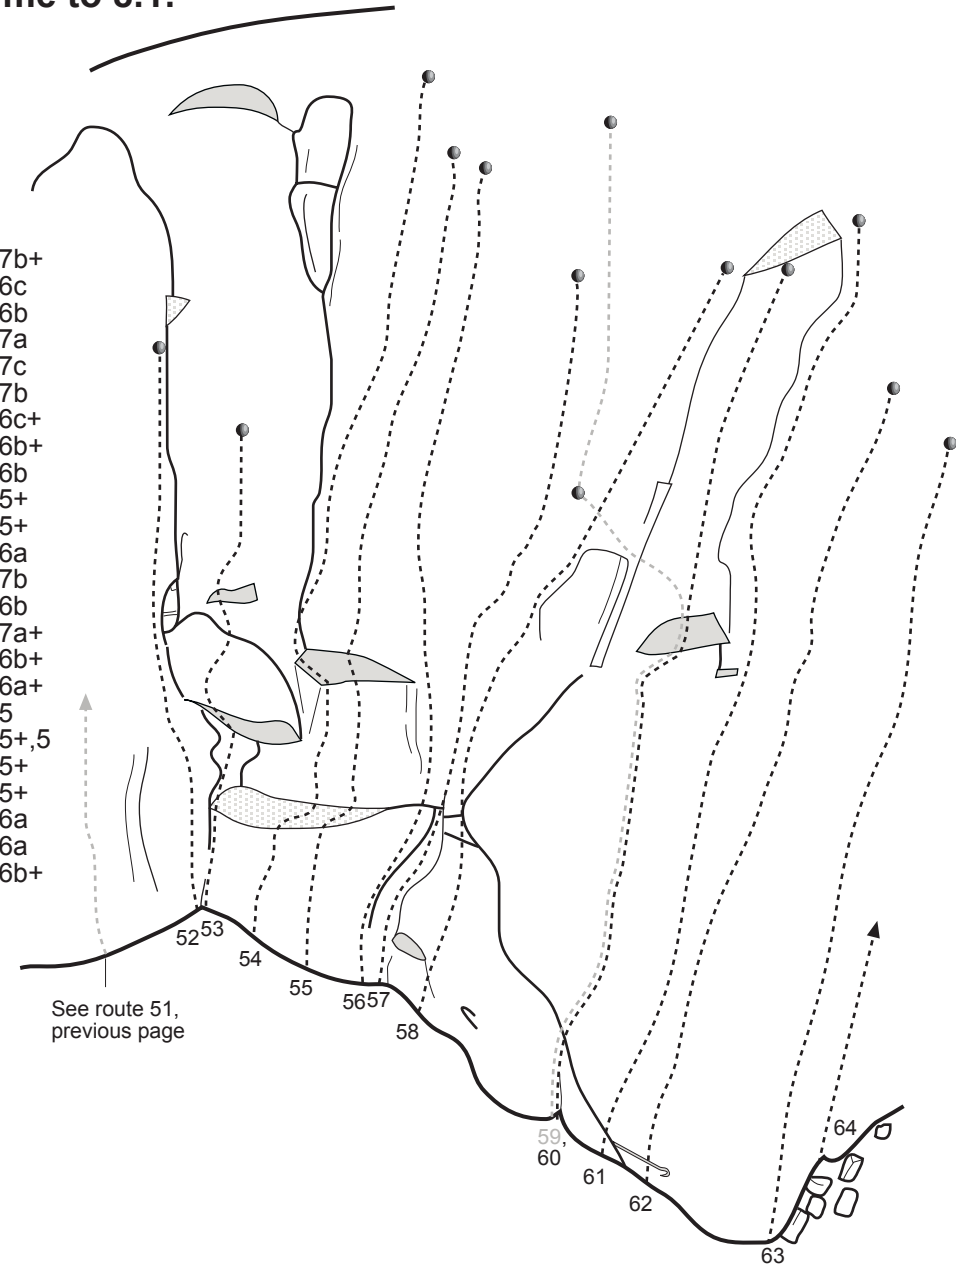 me to 8.1.
7b+
6c
6b
7a
7c
7b
6c+
6b+
6b
5+
5+
6a
7b
6b
7a+
6b+
6a+
5
5+,5
5+
5+
6a
6a
6b+
52 53
54
55
56 57
58
See route 51,
previous page
59,
60
61
62
63
64